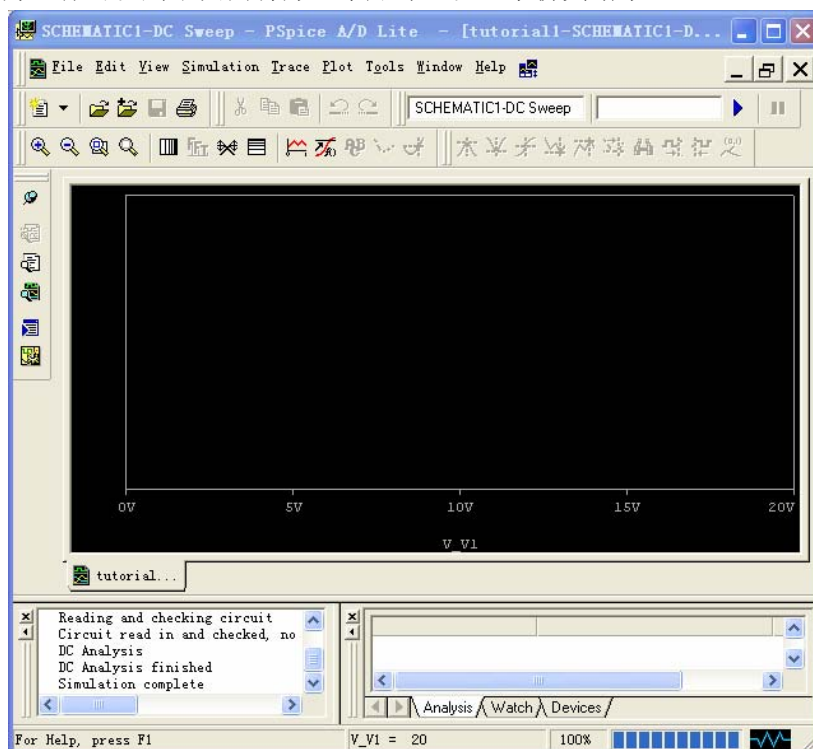 SCHEMATIC1-DC Sweep - PSpice A/D Lite - [tutorial1-SCHEMATIC1-D...
File Edit View Simulation Trace Plot Tools Window Help
SCHEMATIC1-DC Sweep
FFT
0V 5V 10V 15V 20V
V_V1
tutorial...
Reading and checking circuit
Circuit read in and checked, no
DC Analysis
DC Analysis finished
Simulation complete
Analysis Watch Devices
For Help, press F1 V_V1 = 20 100%